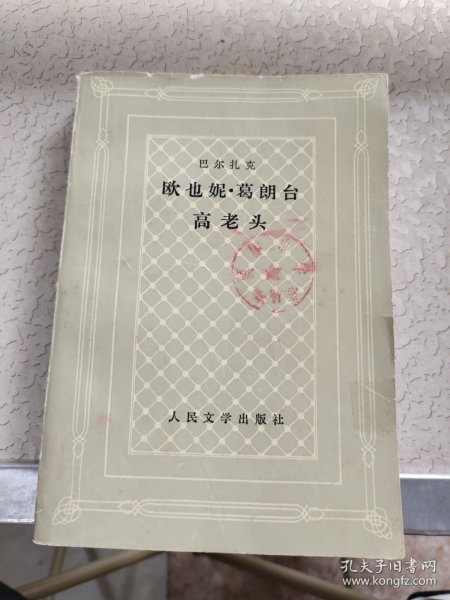 巴尔扎克
欧也妮·葛朗台
高老头
人民文学出版社
孔夫子旧书网
www.kongfz.com